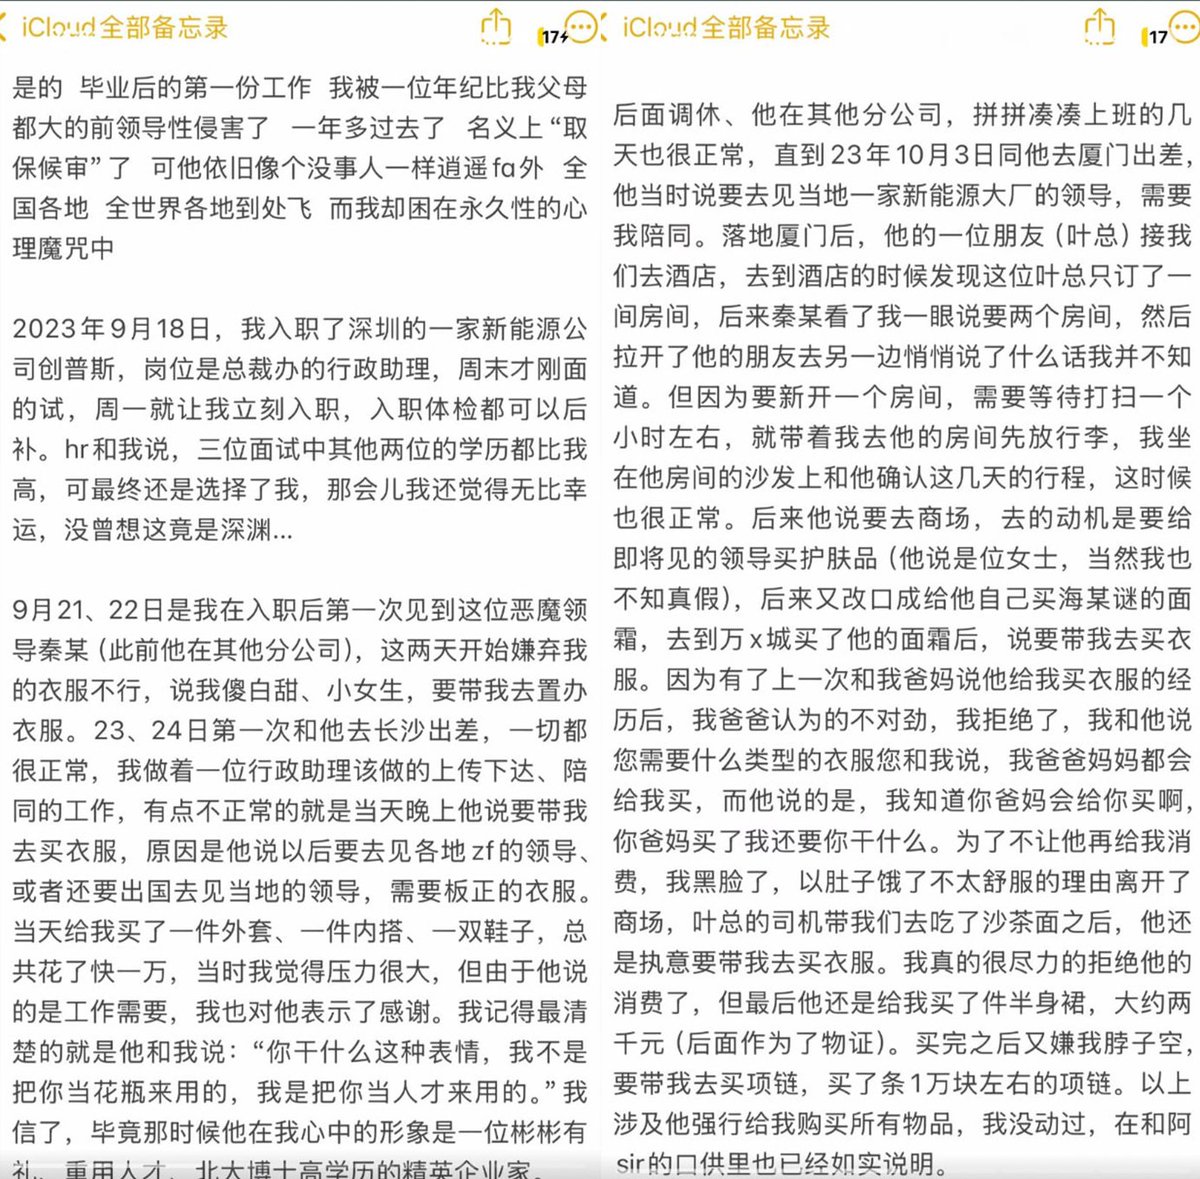 iCloud全部备忘录
17
是的 毕业后的第一份工作 我被一位年纪比我父母
都大的前领导性侵害了 一年多过去了 名义上“取
保候审”了 可他依旧像个没事人一样逍遥fa外 全
国各地 全世界各地到处飞 而我却困在永久性的心
理魔咒中
2023年9月18日，我入职了深圳的一家新能源公
司创普斯，岗位是总裁办的行政助理，周末才刚面
的试，周一就让我立刻入职，入职体检都可以后
补。hr和我说，三位面试中其他两位的学历都比我
高，可最终还是选择了我，那会儿我还觉得无比幸
运，没曾想这竟是深渊...
9月21、22日是我在入职后第一次见到这位恶魔领
导秦某（此前他在其他分公司），这两天开始嫌弃我
的衣服不行，说我傻白甜、小女生，要带我去置办
衣服。23、24日第一次和他去长沙出差，一切都
很正常，我做着一位行政助理该做的上传下达、陪
同的工作，有点不正常的就是当天晚上他说要带我
去买衣服，原因是他说以后要去见各地zf的领导、
或者还要出国去见当地的领导，需要板正的衣服。
当天给我买了一件外套、一件内搭、一双鞋子，总
共花了快一万，当时我觉得压力很大，但由于他说
的是工作需要，我也对他表示了感谢。我记得最清
楚的就是他和我说：“你干什么这种表情，我不是
把你当花瓶来用的，我是把你当人才来用的。”我
信了，毕竟那时候他在我心中的形象是一位彬彬有
礼、重用人才、北大博士高学历的精英企业家。
iCloud全部备忘录
17
后面调休、他在其他分公司，拼拼凑凑上班的几
天也很正常，直到23年10月3日同他去厦门出差，
他当时说要去见当地一家新能源大厂的领导，需要
我陪同。落地厦门后，他的一位朋友（叶总）接我
们去酒店，去到酒店的时候发现这位叶总只订了一
间房间，后来秦某看了我一眼说要两个房间，然后
拉开了他的朋友去另一边悄悄说了什么话我并不知
道。但因为要新开一个房间，需要等待打扫一个
小时左右，就带着我去他的房间先放行李，我坐
在他房间的沙发上和他确认这几天的行程，这时候
也很正常。后来他说要去商场，去的动机是要给
即将见的领导买护肤品（他说是位女士，当然我也
不知真假），后来又改口成给他自己买海某谜的面
霜，去到万x城买了他的面霜后，说要带我去买衣
服。因为有了上一次和我爸妈说他给我买衣服的经
历后，我爸爸认为的不对劲，我拒绝了，我和他说
您需要什么类型的衣服您和我说，我爸爸妈妈都会
给我买，而他说的是，我知道你爸妈会给你买啊，
你爸妈买了我还要你干什么。为了不让他再给我消
费，我黑脸了，以肚子饿了不太舒服的理由离开了
商场，叶总的司机带我们去吃了沙茶面之后，他还
是执意要带我去买衣服。我真的很尽力的拒绝他的
消费了，但最后他还是给我买了件半身裙，大约两
千元（后面作为了物证）。买完之后又嫌我脖子空，
要带我去买项链，买了条1万块左右的项链。以上
涉及他强行给我购买所有物品，我没动过，在和阿
sir的口供里也已经如实说明。